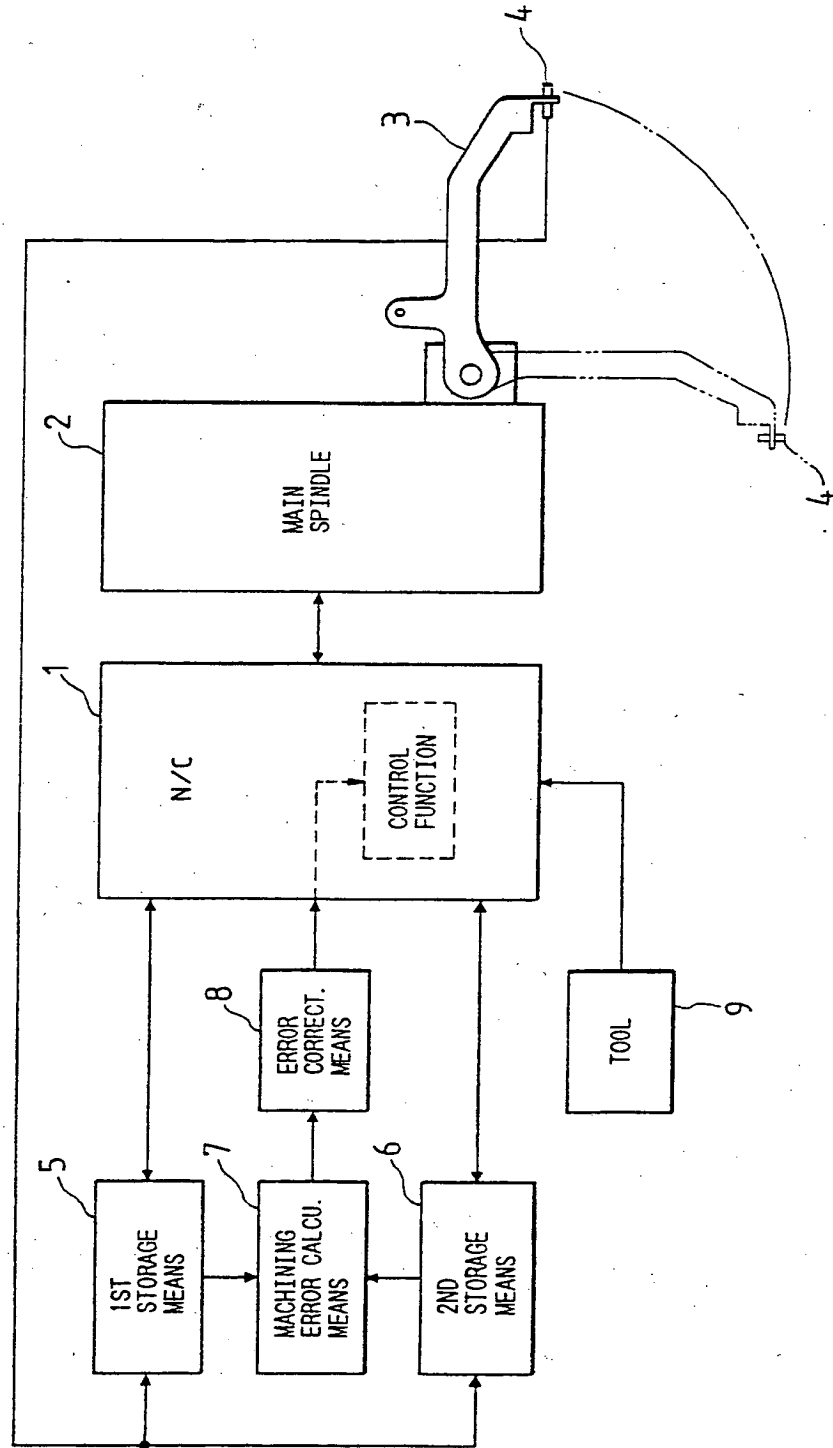 5
1ST
STORAGE
MEANS
7
MACHINING
ERROR CALCU.
MEANS
6
2ND
STORAGE
MEANS
8
ERROR
CORRECT.
MEANS
1
N/C
CONTROL
FUNCTION
TOOL
9
2
MAIN
SPINDLE
3
4
4